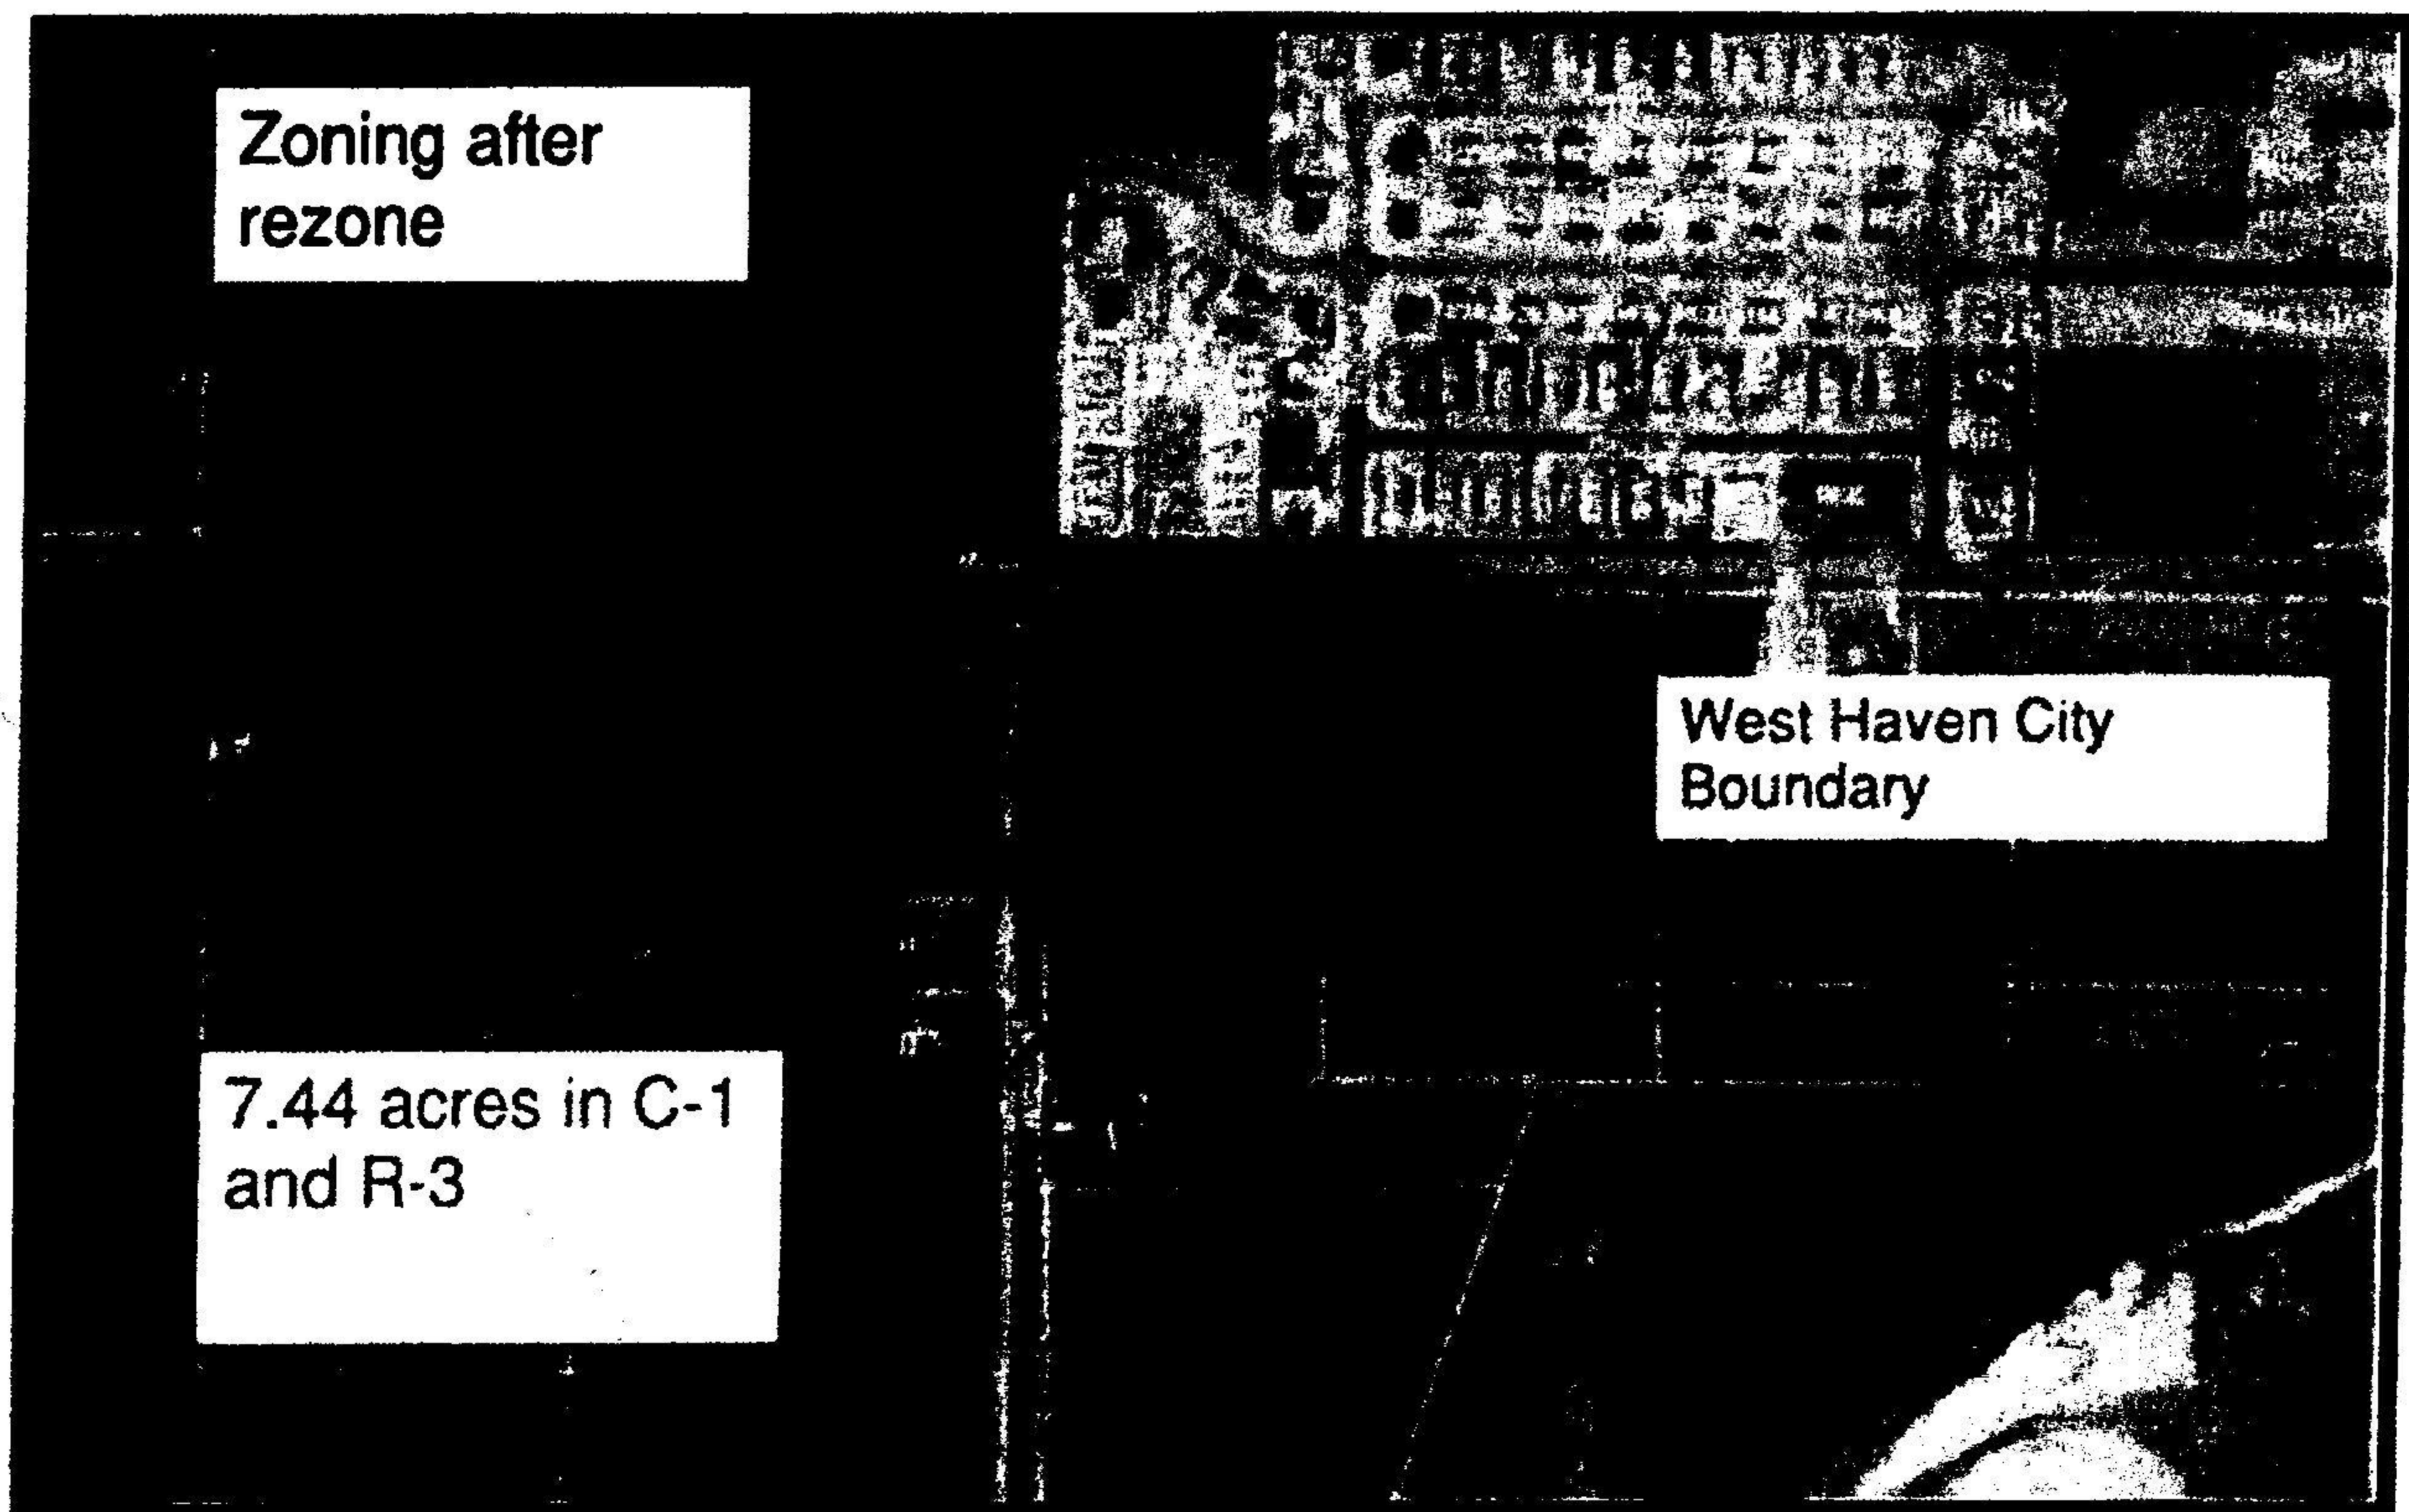 Zoning after
rezone
West Haven City
Boundary
7.44 acres in C-1
and R-3